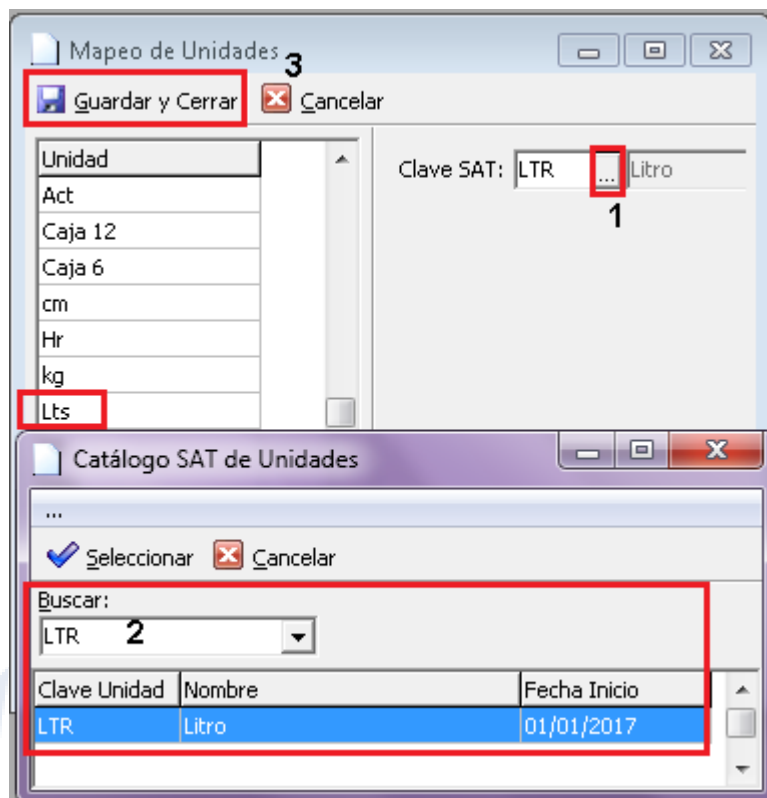 Mapeo de Unidades
3
Guardar y Cerrar Cancelar
Unidad
Clave SAT: LTR ... Litro
1
Act
Caja 12
Caja 6
cm
Hr
kg
Lts
Catálogo SAT de Unidades
...
Seleccionar Cancelar
Buscar:
LTR 2
Clave Unidad Nombre Fecha Inicio
LTR Litro 01/01/2017